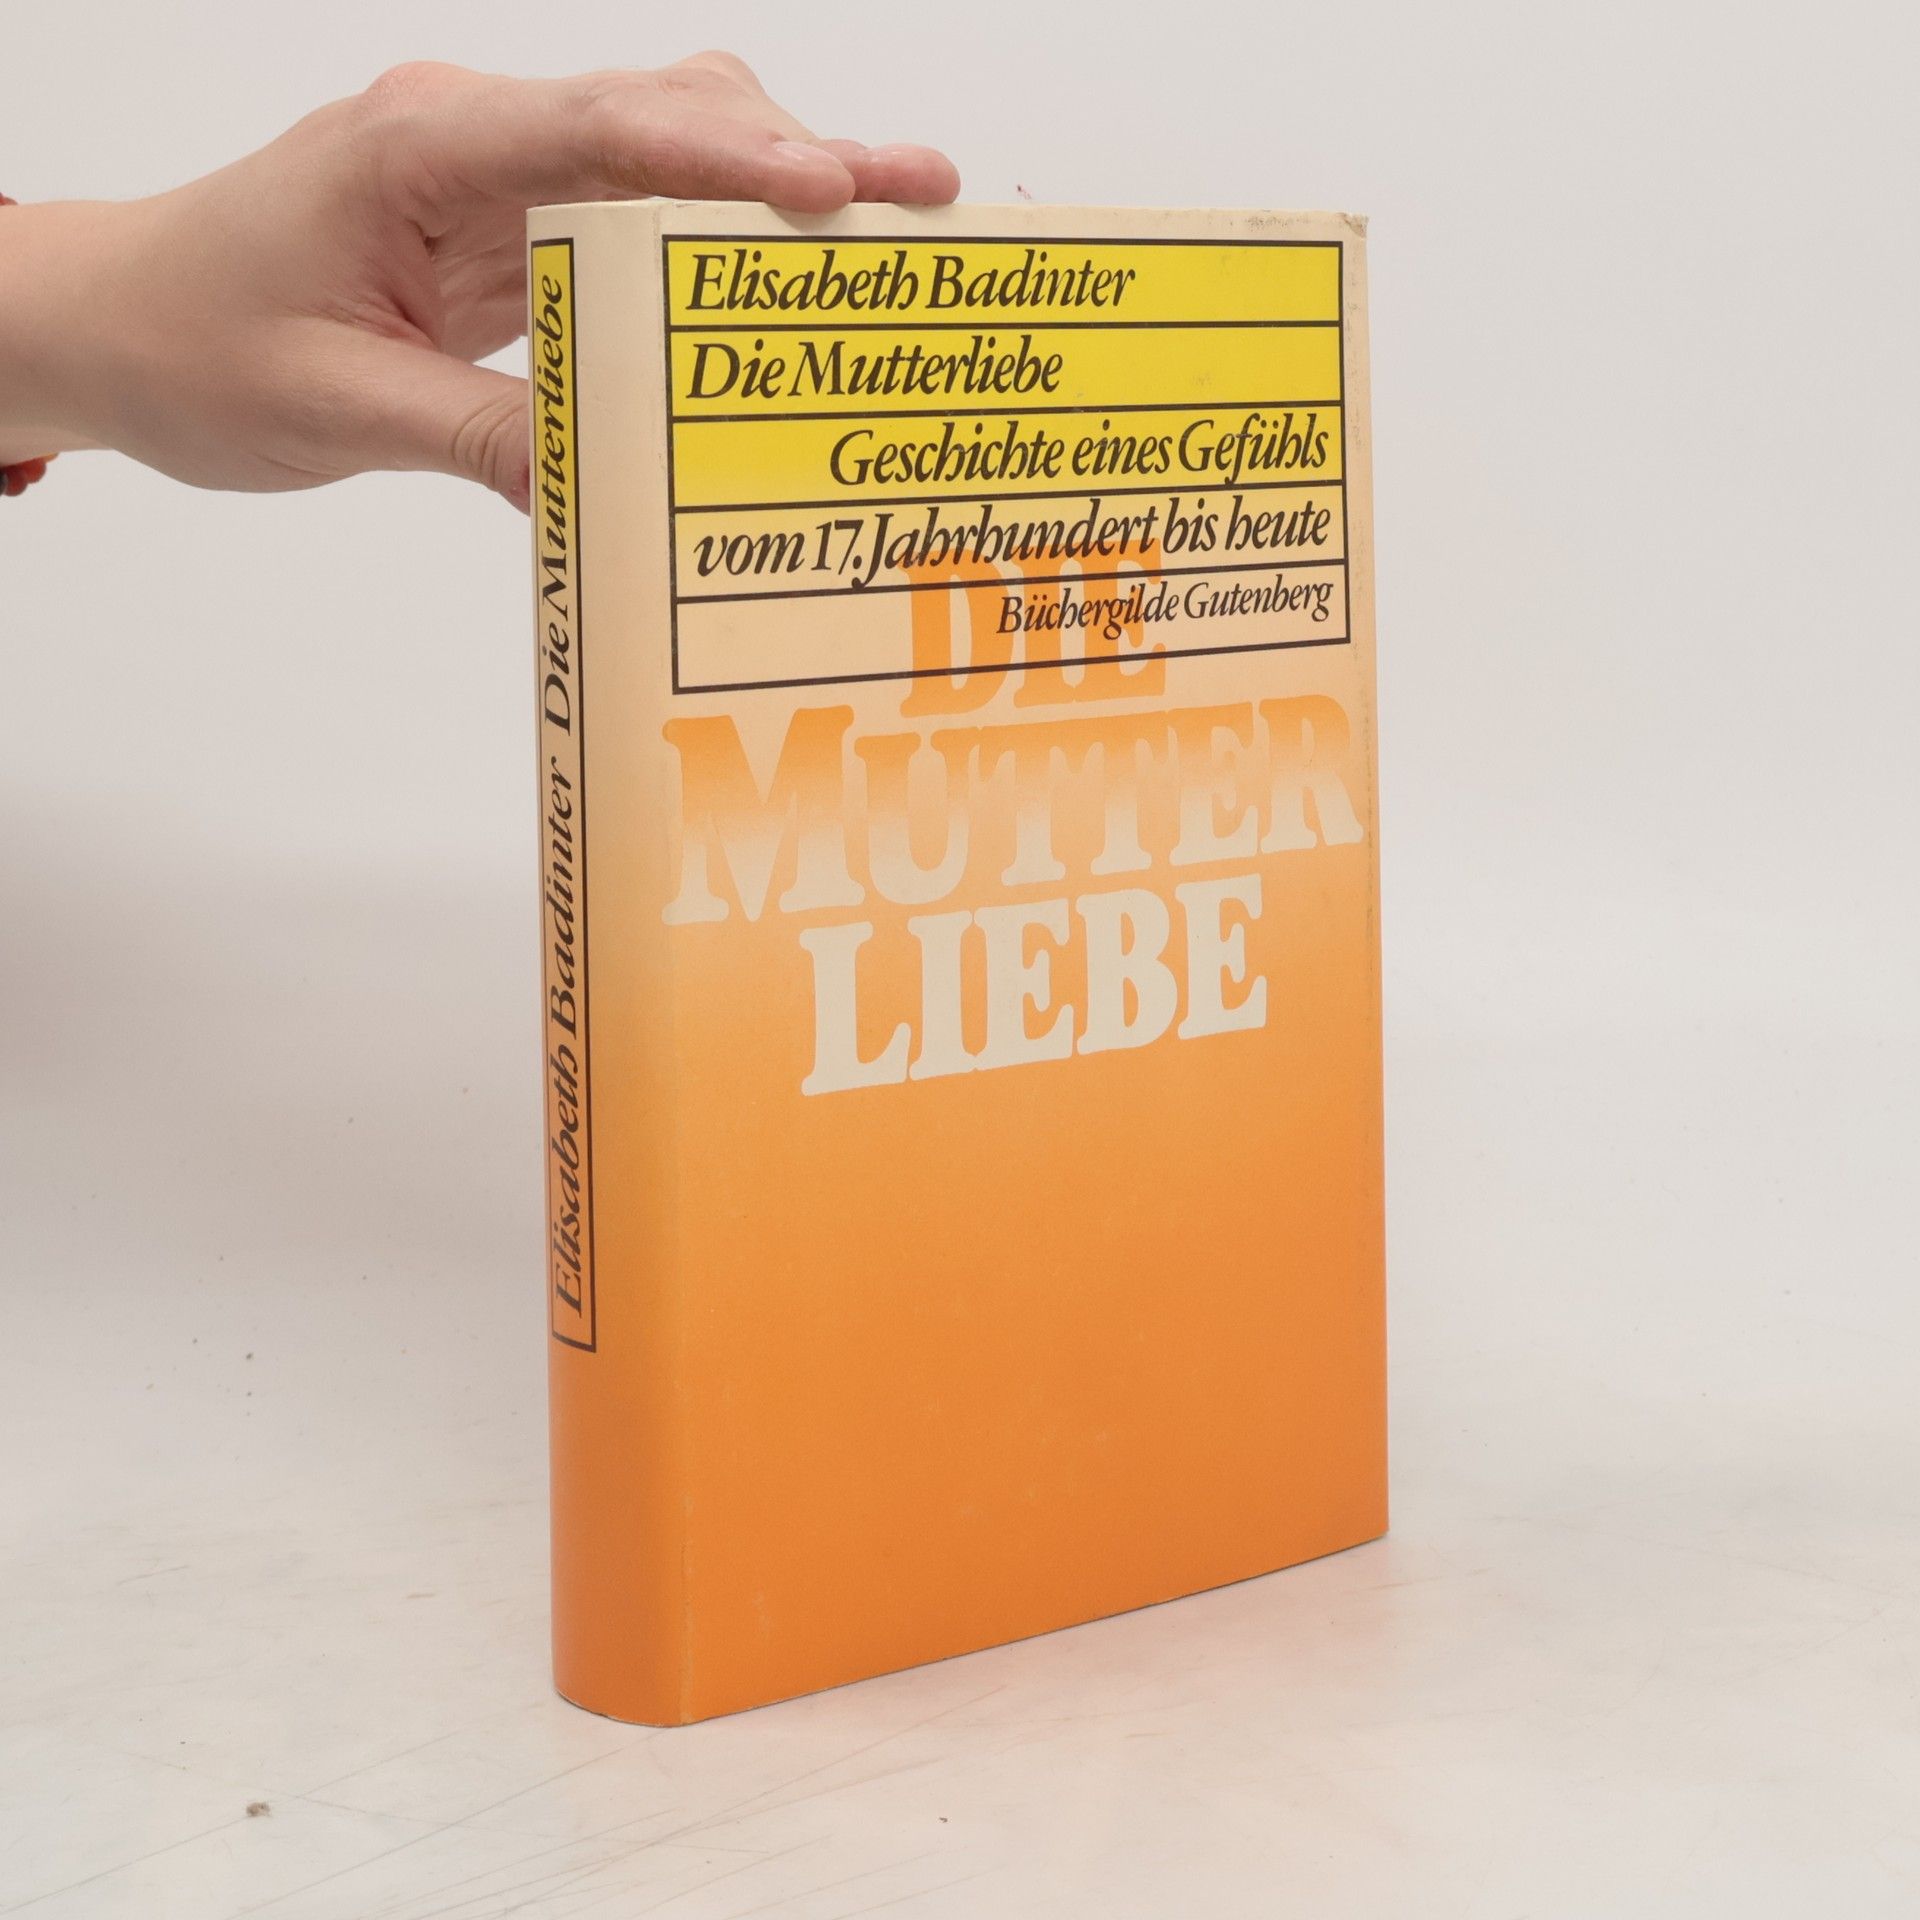 Elisabeth Badinter
Die Mutterliebe
Geschichte eines Gefühls
vom 17. Jahrhundert bis heute
Büchergilde Gutenberg
DIE
MUTTER
LIEBE
Elisabeth Badinter Die Mutterliebe